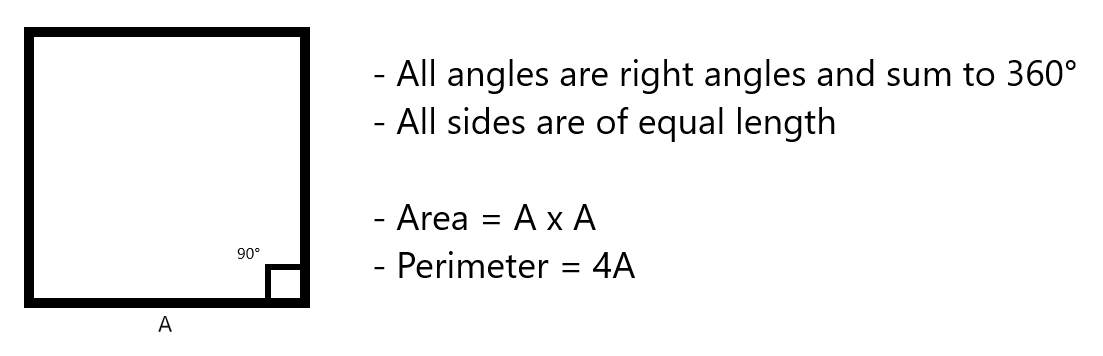 - All angles are right angles and sum to 360°
- All sides are of equal length
- Area = A x A
- Perimeter = 4A
90°
A